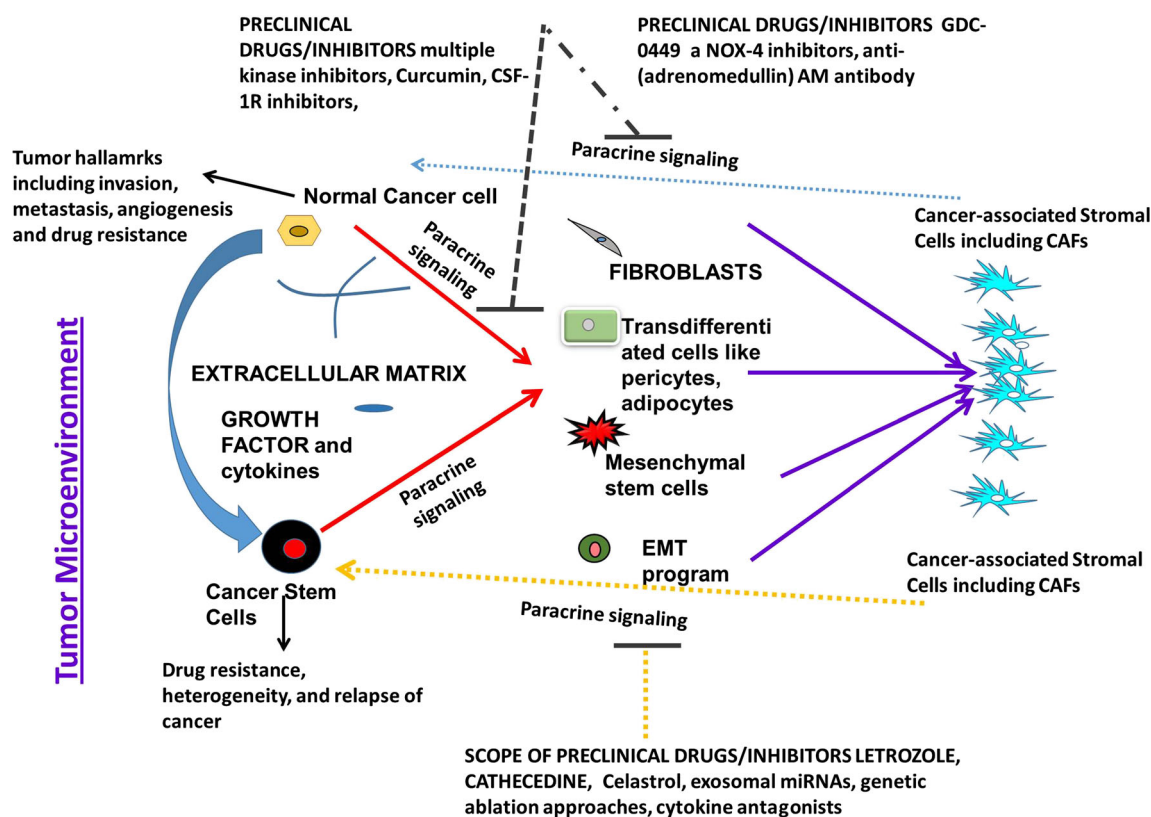 PRECLINICAL
DRUGS/INHIBITORS multiple
kinase inhibitors, Curcumin, CSF-
1R inhibitors,
PRECLINICAL DRUGS/INHIBITORS GDC-
0449 a NOX-4 inhibitors, anti-
(adrenomedullin) AM antibody
Paracrine signaling
Tumor hallamrks
including invasion,
metastasis, angiogenesis
and drug resistance
Normal Cancer cell
Paracrine
signaling
FIBROBLASTS
Cancer-associated Stromal
Cells including CAFs
Transdifferenti
ated cells like
pericytes,
adipocytes
Tumor Microenvironment
EXTRACELLULAR MATRIX
GROWTH
FACTOR and
cytokines
Paracrine
signaling
Mesenchymal
stem cells
EMT
program
Cancer-associated Stromal
Cells including CAFs
Cancer Stem
Cells
Paracrine signaling
Drug resistance,
heterogeneity, and relapse of
cancer
SCOPE OF PRECLINICAL DRUGS/INHIBITORS LETROZOLE,
CATHECEDINE, Celastrol, exosomal miRNAs, genetic
ablation approaches, cytokine antagonists